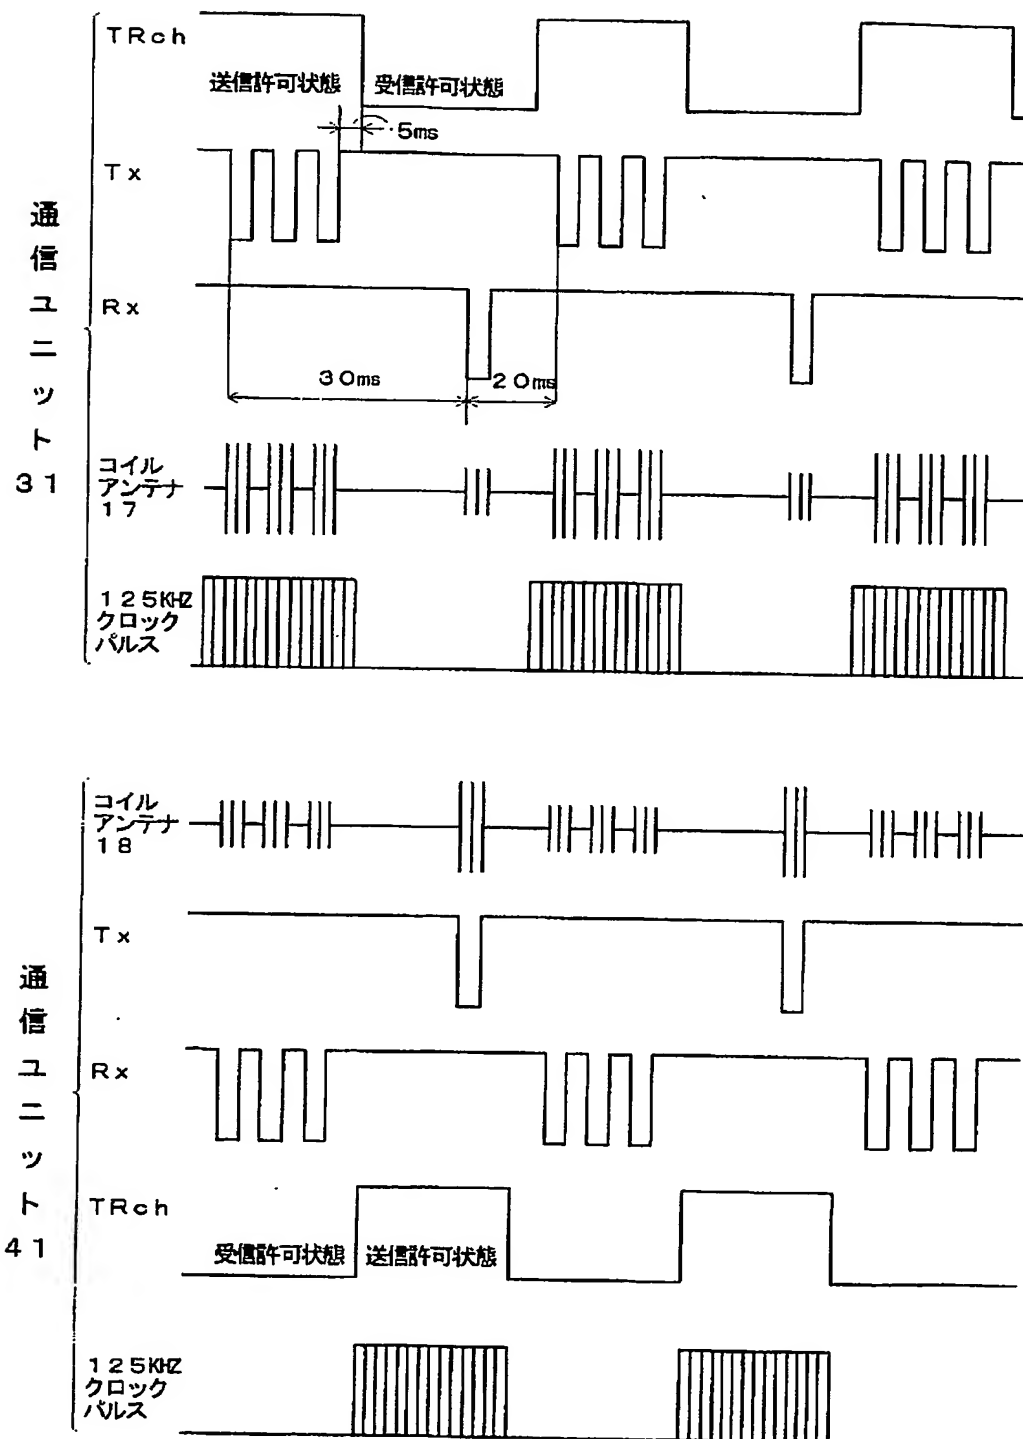 通信ユニット31
TRch
送信許可状態
受信許可状態
5ms
Tx
Rx
30ms
20ms
コイル
アンテナ
17
125KHZ
クロック
パルス
通信ユニット41
コイル
アンテナ
18
Tx
Rx
TRch
受信許可状態
送信許可状態
125KHZ
クロック
パルス